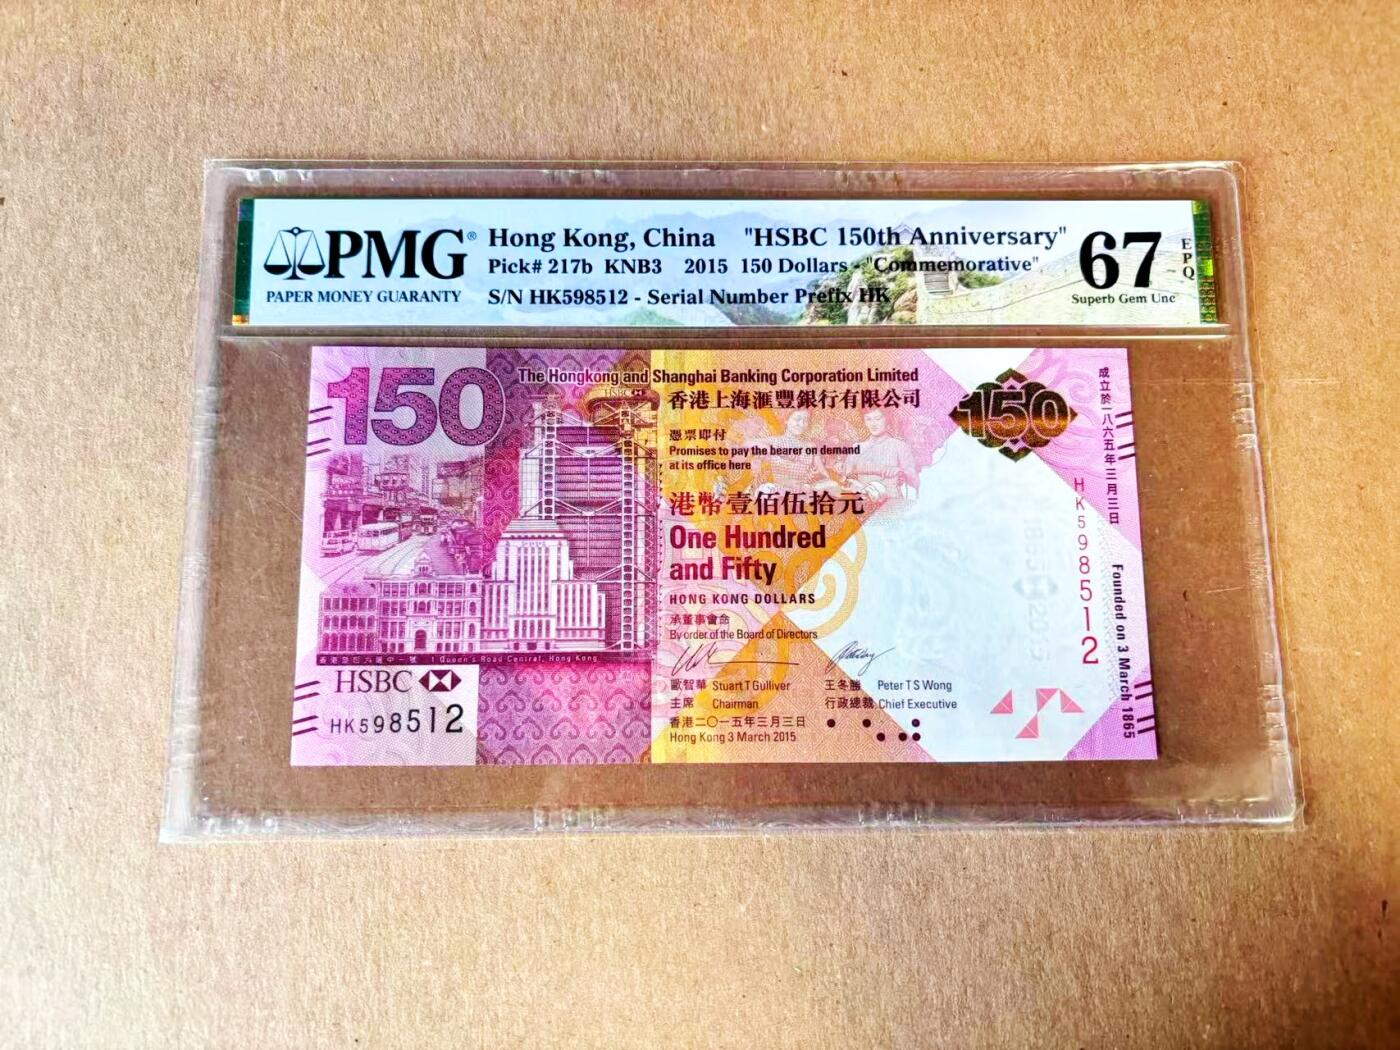 PMG®
PAPER MONEY GUARANTY
Hong Kong, China "HSBC 150th Anniversary"
Pick# 217b KNB3 2015 150 Dollars - "Commemorative"
S/N HK598512 - Serial Number Prefix HK
67
EPQ
Superb Gem Unc
150
The Hongkong and Shanghai Banking Corporation Limited
HSBC
香港上海滙豐銀行有限公司
憑票即付
Promises to pay the bearer on demand
at its office here
港幣壹佰伍拾元
One Hundred
and Fifty
HONG KONG DOLLARS
承董事會命
By order of the Board of Directors
歐智華 Stuart T Gulliver
主席 Chairman
王冬勝 Peter T S Wong
行政總裁 Chief Executive
香港二〇一五年三月三日
Hong Kong 3 March 2015
1 Queen's Road Central, Hong Kong
HSBC
HK598512
150
成立於一八六五年三月三日
HK598512
Founded on 3 March 1865